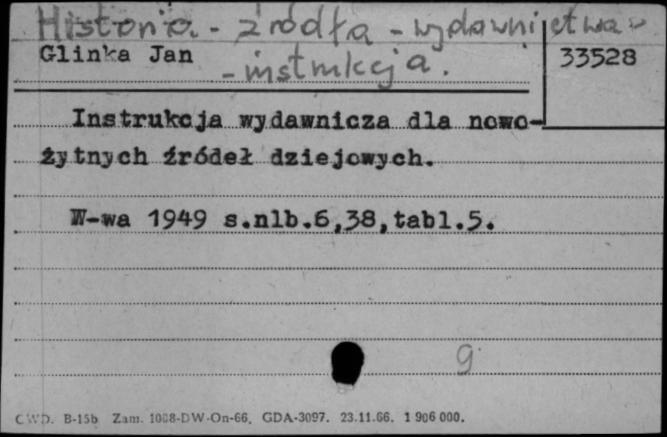 Historia - źródła - wydawnictwa -
Glinka Jan 33528
- instrukcja.
Instrukcja wydawnicza dla nowo-
żytnych źródeł dziejowych.
W-wa 1949 s.nlb.6,38,tabl.5.
9
CWD. B-15b Zam. 1088-DW-On-66. GDA-3097. 23.11.66. 1 906 000.